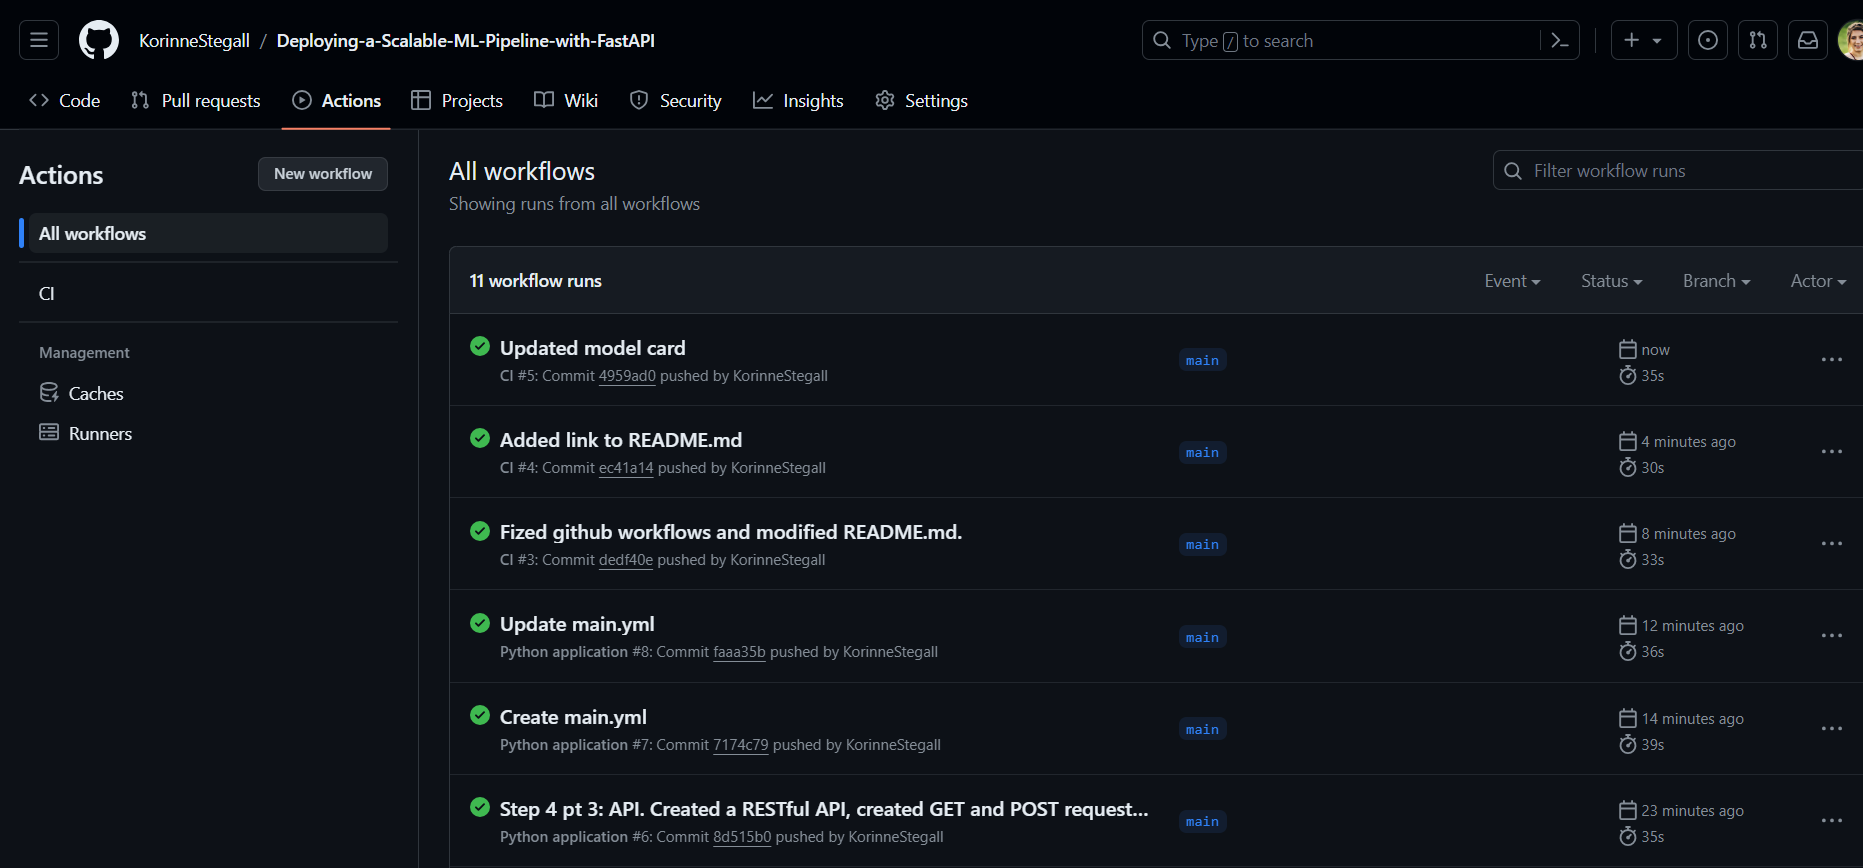 KorinneStegall / Deploying-a-Scalable-ML-Pipeline-with-FastAPI
Type / to search
Code
Pull requests
Actions
Projects
Wiki
Security
Insights
Settings
Actions
New workflow
All workflows
CI
Management
Caches
Runners
All workflows
Showing runs from all workflows
Filter workflow runs
11 workflow runs
Event
Status
Branch
Actor
Updated model card
CI #5: Commit 4959ad0 pushed by KorinneStegall
main
now
35s
Added link to README.md
CI #4: Commit ec41a14 pushed by KorinneStegall
main
4 minutes ago
30s
Fized github workflows and modified README.md.
CI #3: Commit dedf40e pushed by KorinneStegall
main
8 minutes ago
33s
Update main.yml
Python application #8: Commit faaa35b pushed by KorinneStegall
main
12 minutes ago
36s
Create main.yml
Python application #7: Commit 7174c79 pushed by KorinneStegall
main
14 minutes ago
39s
Step 4 pt 3: API. Created a RESTful API, created GET and POST request...
Python application #6: Commit 8d515b0 pushed by KorinneStegall
main
23 minutes ago
35s